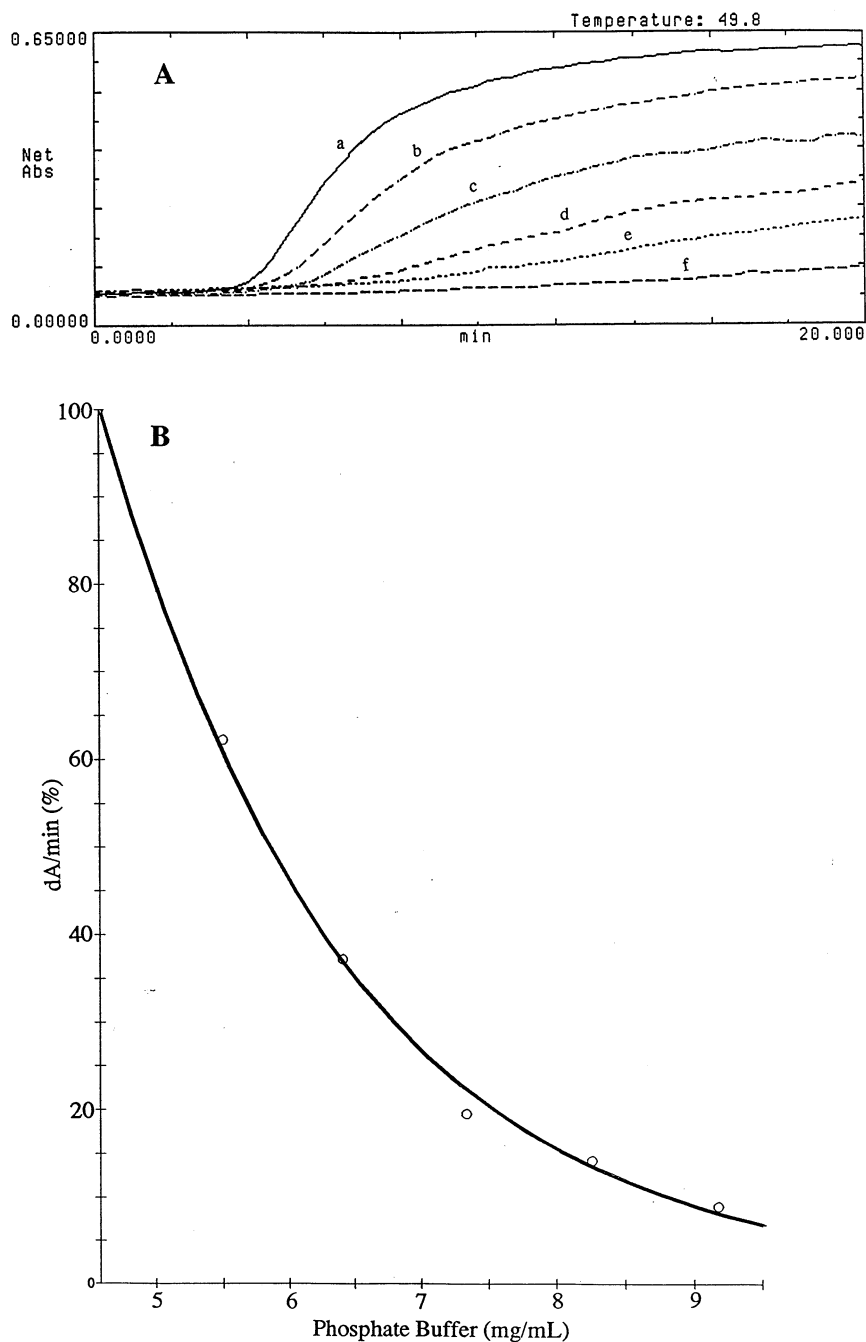 Temperature: 49.8
0.65000
A
Net
Abs
a
b
c
d
e
f
0.00000
0.0000
min
20.000
B
100
80
60
40
20
0
dA/min (%)
5
6
7
8
9
Phosphate Buffer (mg/mL)